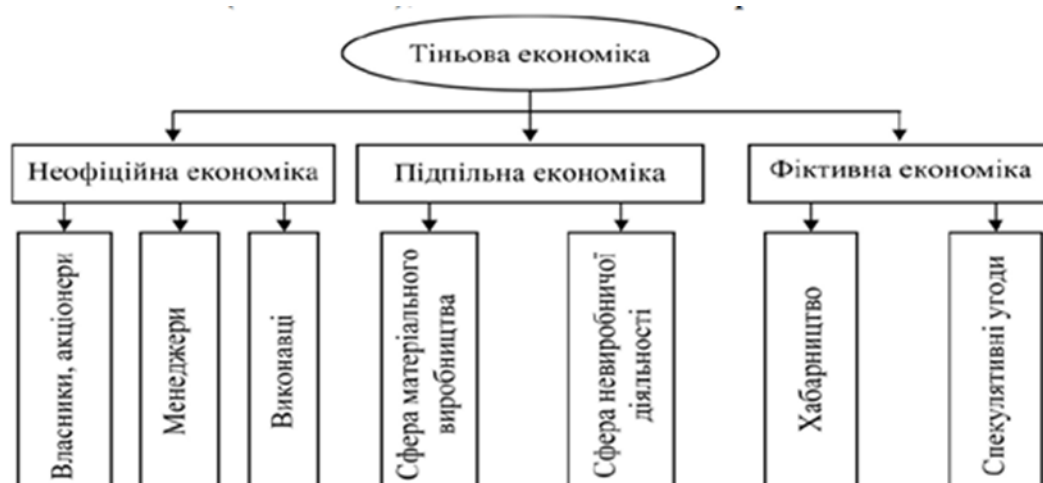 Тіньова економіка
Неофіційна економіка
Підпільна економіка
Фіктивна економіка
Власники, акціонери
Менеджери
Виконавці
Сфера матеріального
виробництва
Сфера невиробничої
діяльності
Хабарництво
Спекулятивні угоди